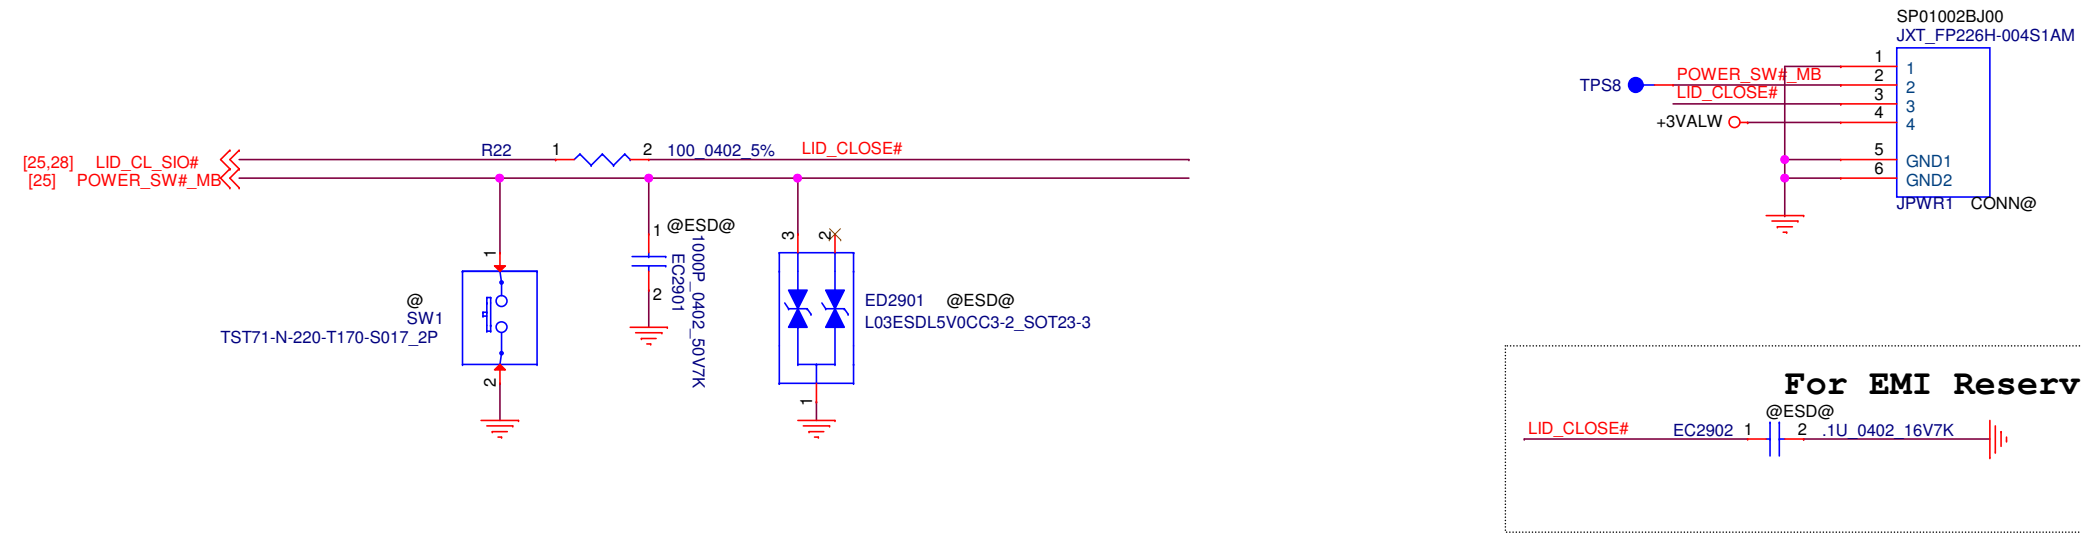 SP01002BJ00
JXT_FP226H-004S1AM
1
1
TPS8
POWER_SW#_MB
2
2
LID_CLOSE#
3
3
+3VALW
4
4
5
GND1
6
GND2
JPWR1 CONN@
[25,28] LID_CL_SIO#
R22 1 2 100_0402_5% LID_CLOSE#
[25] POWER_SW#_MB
1
@
SW1
TST71-N-220-T170-S017_2P
2
1
@ESD@
1000P_0402_50V7K
EC2901
2
3
2
ED2901 @ESD@
L03ESDL5V0CC3-2_SOT23-3
1
For EMI Reserv
@ESD@
LID_CLOSE# EC2902 1 2 .1U_0402_16V7K